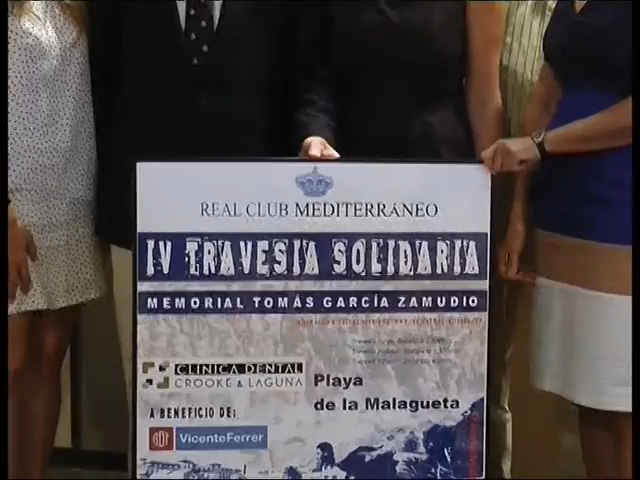 REAL CLUB MEDITERRÁNEO
IV TRAVESIA SOLIDARIA
MEMORIAL TOMÁS GARCÍA ZAMUDIO
CLINICA DENTAL
CROOKE & LAGUNA
Playa
de la Malagueta
A BENEFICIO DE:
VicenteFerrer